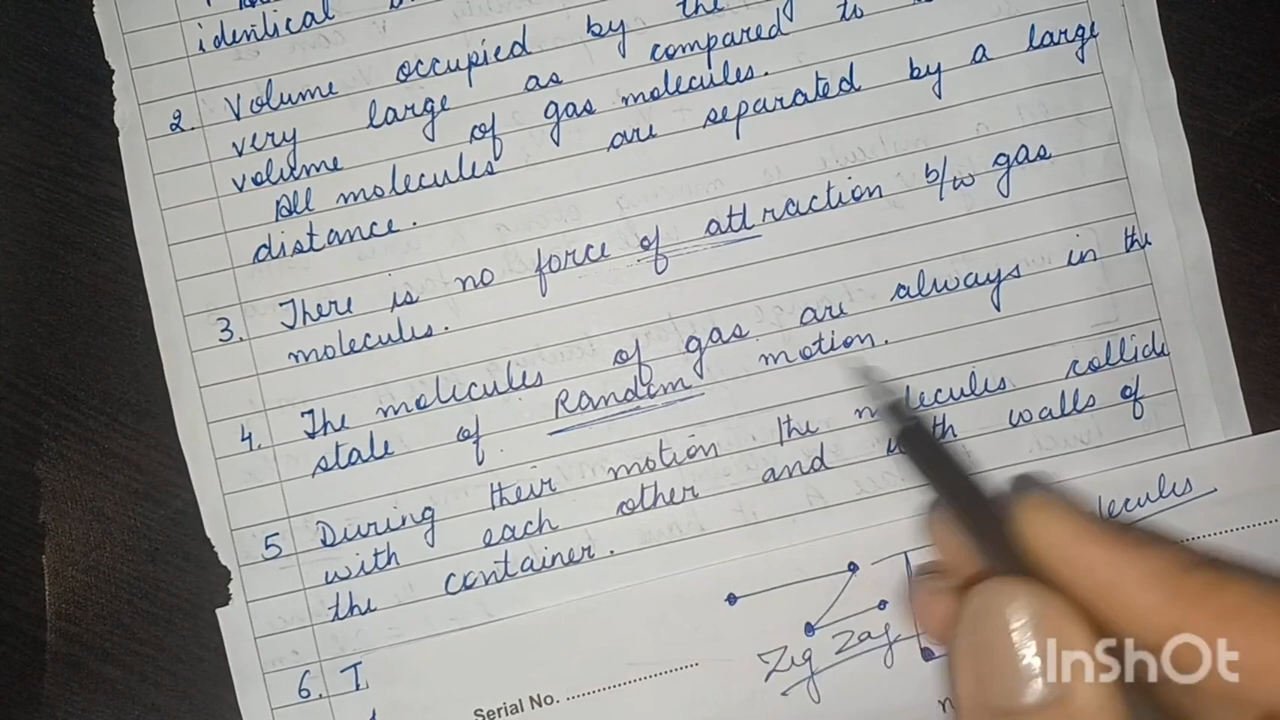 identical
2. Volume occupied by the
very large as compared to
volume of gas molecules.
All molecules are separated by a large
distance.
3. There is no force of attraction b/w gas
molecules.
4. The molecules of gas are always in the
state of Random motion.
5 During their motion the molecules collide
with each other and with walls of
the container.
6. I
Zig Zag
Serial No.
InShOt